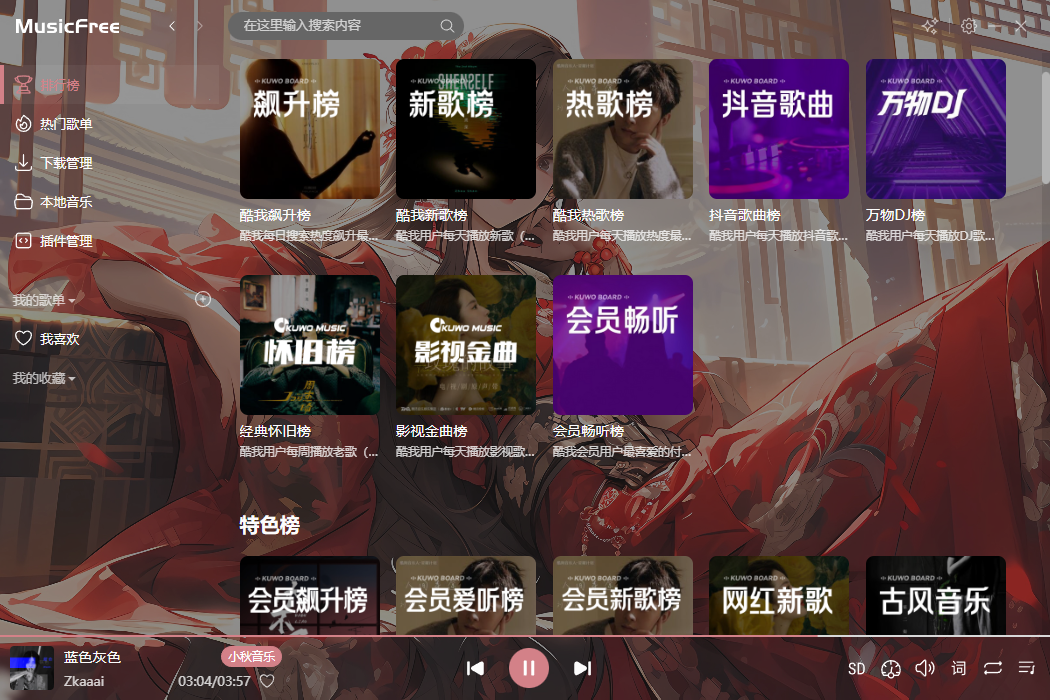 MusicFree
在这里输入搜索内容
排行榜
热门歌单
下载管理
本地音乐
插件管理
我的歌单
我喜欢
我的收藏
KUWO BOARD
飙升榜
酷我飙升榜
酷我每日搜索热度飙升最...
KUWO BOARD
新歌榜
酷我新歌榜
酷我用户每天播放新歌（...
KUWO BOARD
热歌榜
酷我热歌榜
酷我用户每天播放热度最...
KUWO BOARD
抖音歌曲
抖音歌曲榜
酷我用户每天播放抖音歌...
KUWO BOARD
万物DJ
万物DJ榜
酷我用户每天播放DJ歌...
KUWO MUSIC
怀旧榜
经典怀旧榜
酷我用户每周播放老歌（...
KUWO MUSIC
影视金曲
影视金曲榜
酷我用户每天播放影视歌...
KUWO BOARD
会员畅听
会员畅听榜
酷我会员用户最喜爱的付...
特色榜
KUWO BOARD
会员飙升榜
KUWO BOARD
会员爱听榜
KUWO BOARD
会员新歌榜
KUWO BOARD
网红新歌
KUWO BOARD
古风音乐
蓝色灰色
小秋音乐
Zkaaai
03:04/03:57
SD
词